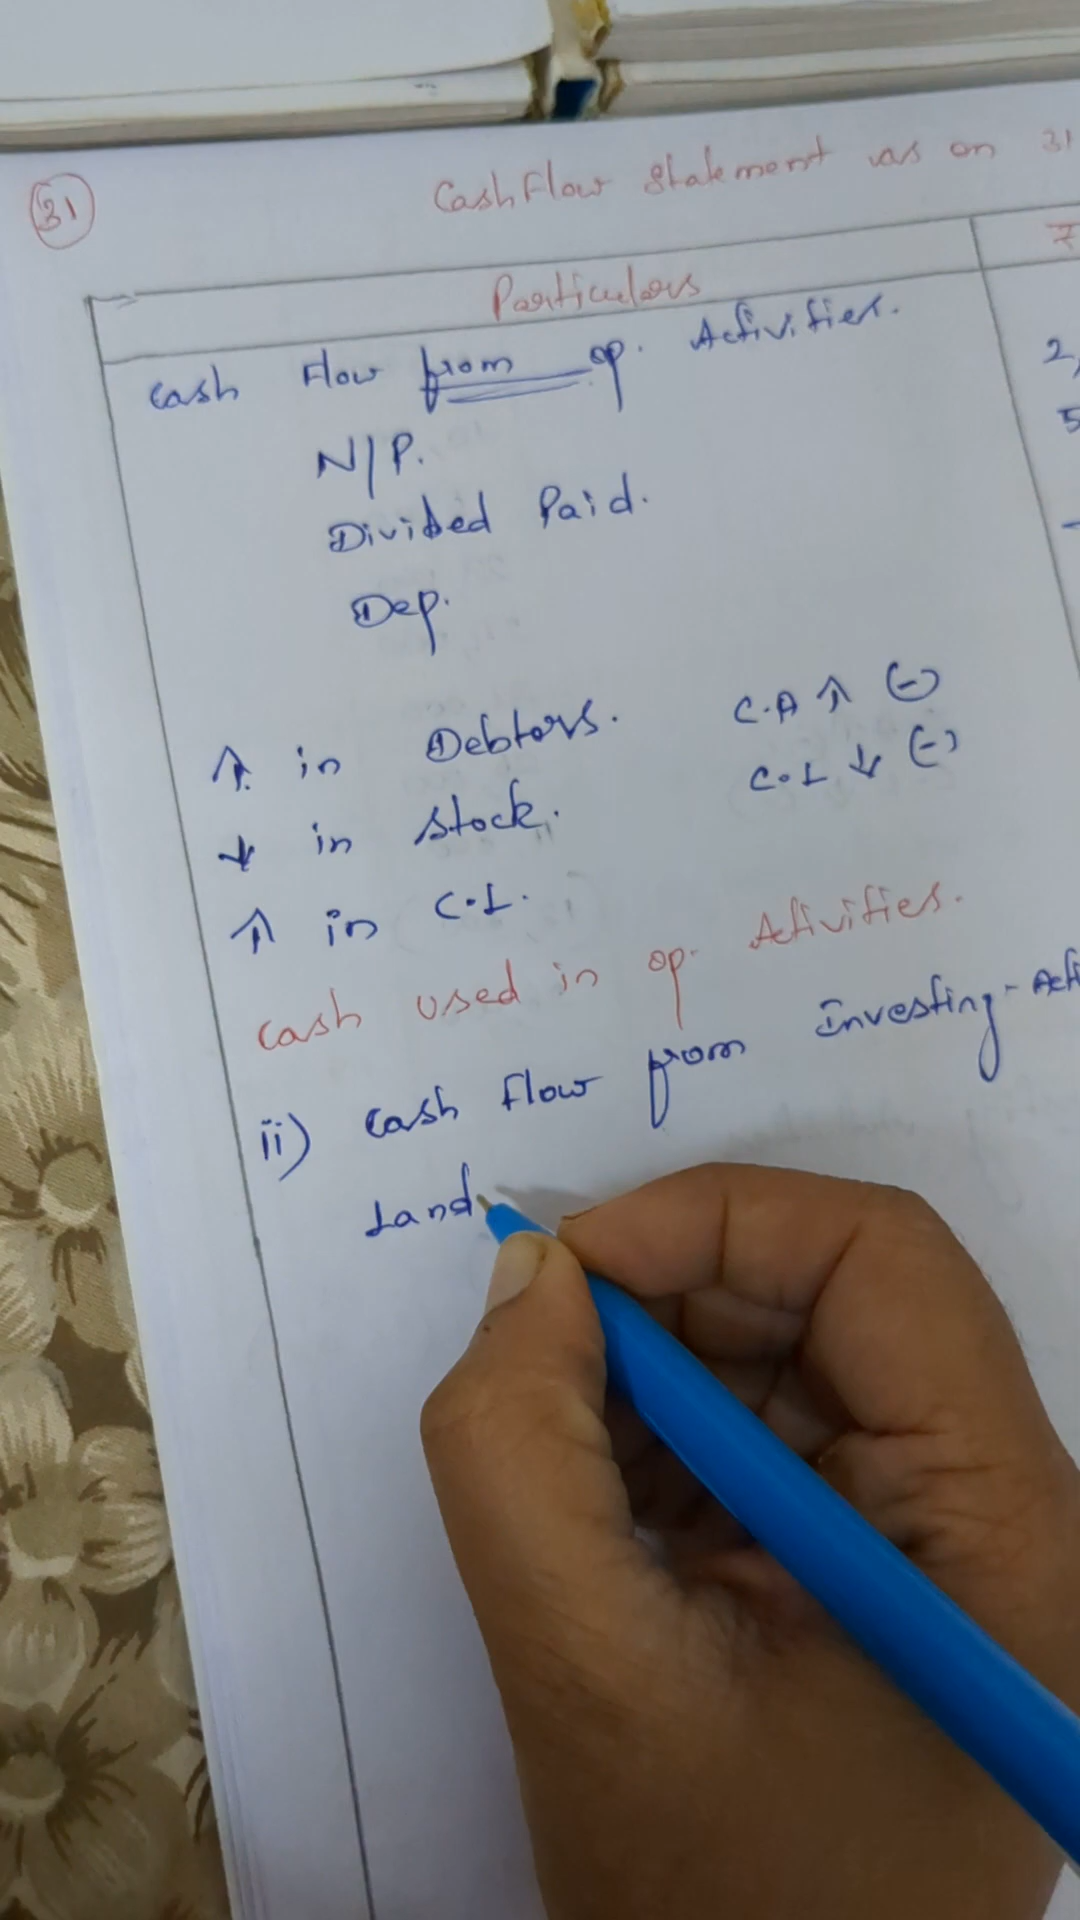 31
Cash Flow Statement as on 31
Particulars ₹
Cash Flow from op. Activities.
2,
N/P.
5
Divided Paid.
Dep.
↑ in Debtors. C.A ↑ (-)
↓ in Stock. C.L ↓ (-)
↑ in C.L.
Cash used in op. Activities.
ii) Cash flow from Investing - Acti
Land